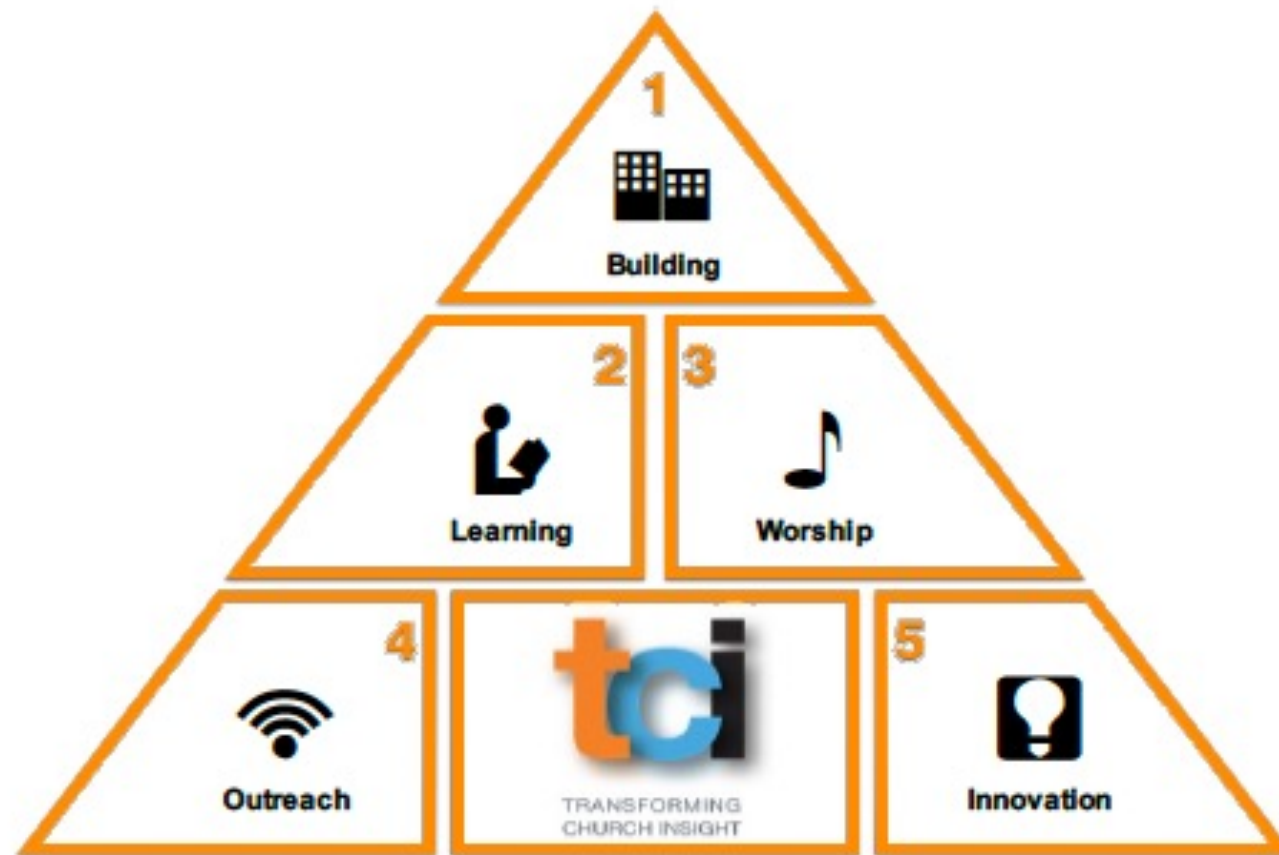 1
Building
2
3
Learning
Worship
4
tci
5
Outreach
TRANSFORMING
CHURCH INSIGHT
Innovation